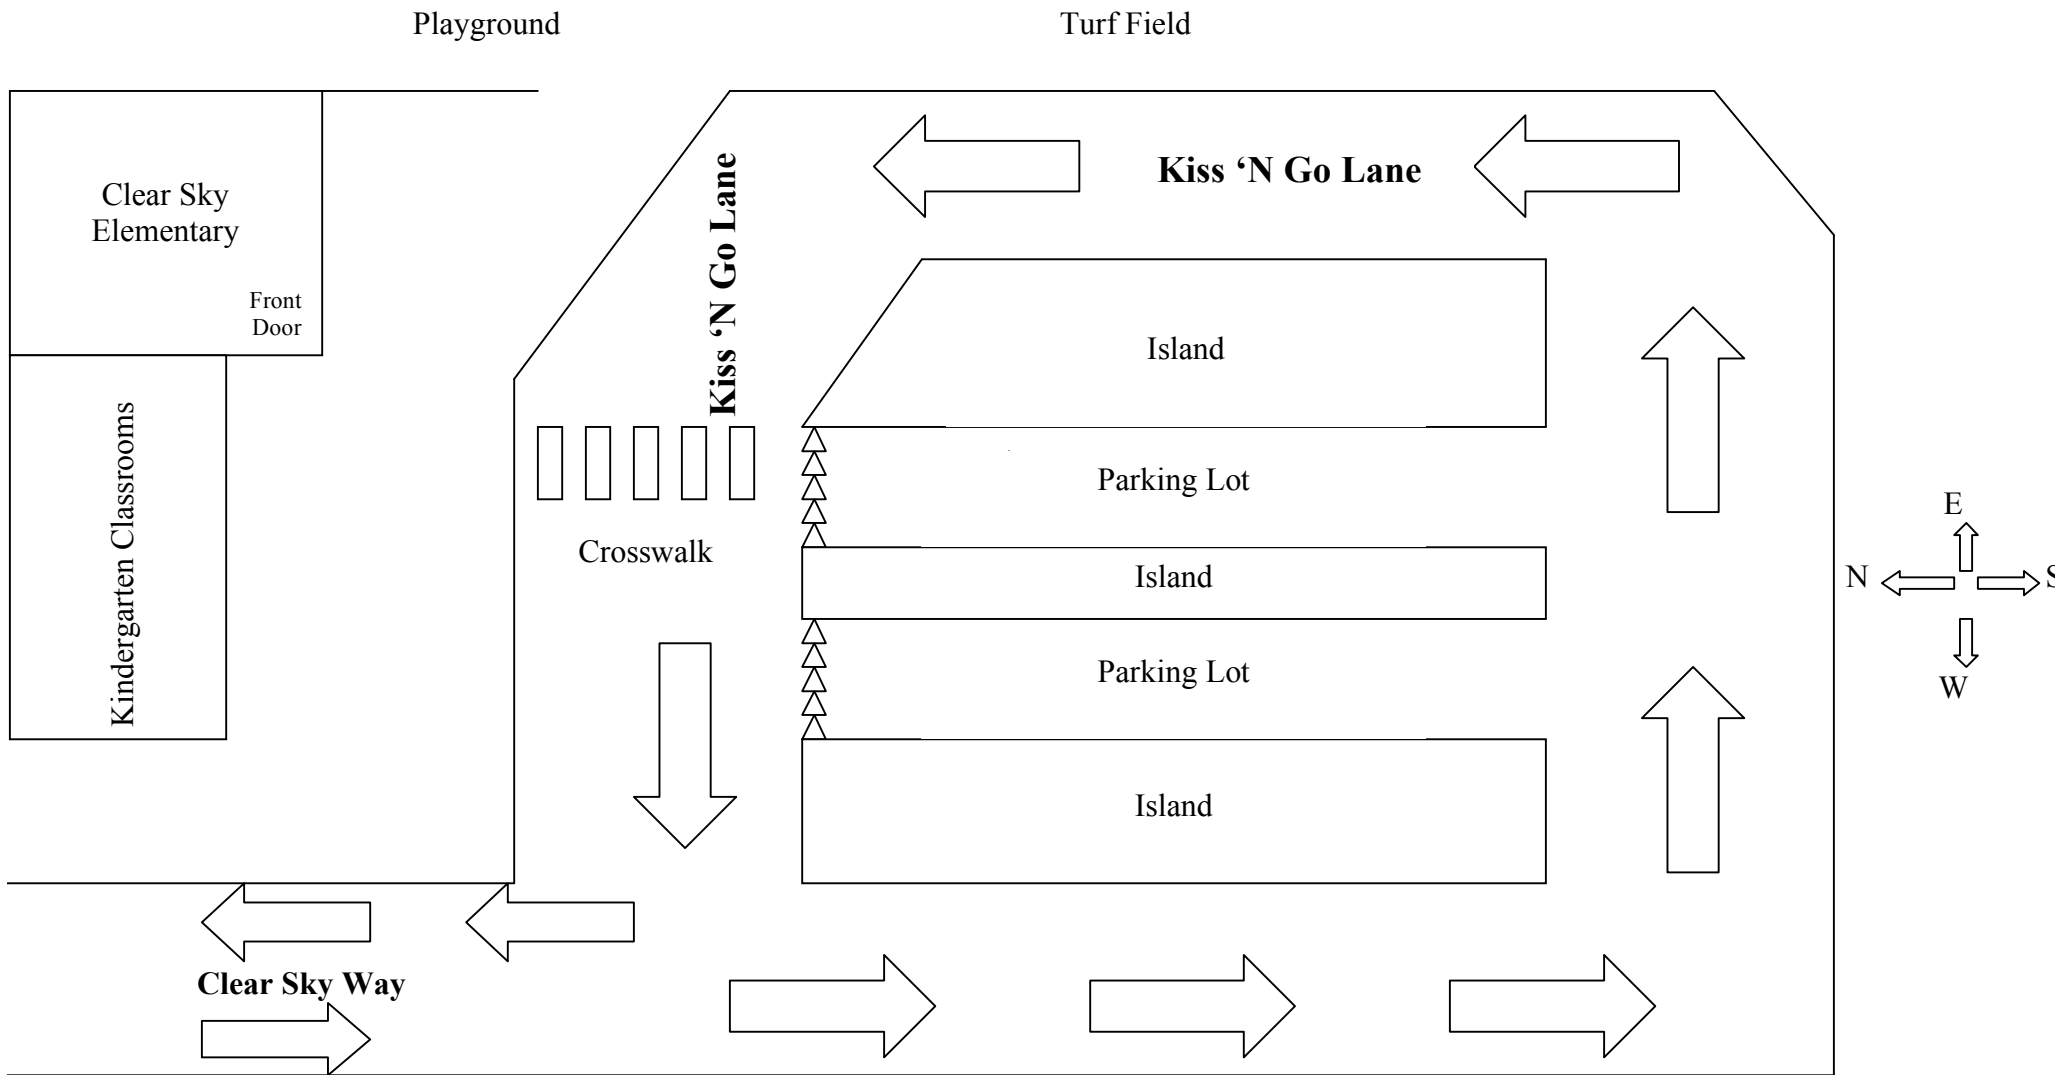 Playground
Turf Field
Kiss ‘N Go Lane
Kiss ‘N Go Lane
Clear Sky
Elementary
Front
Door
Island
Kindergarten Classrooms
Parking Lot
Crosswalk
Island
E
N
S
W
Parking Lot
Island
Clear Sky Way